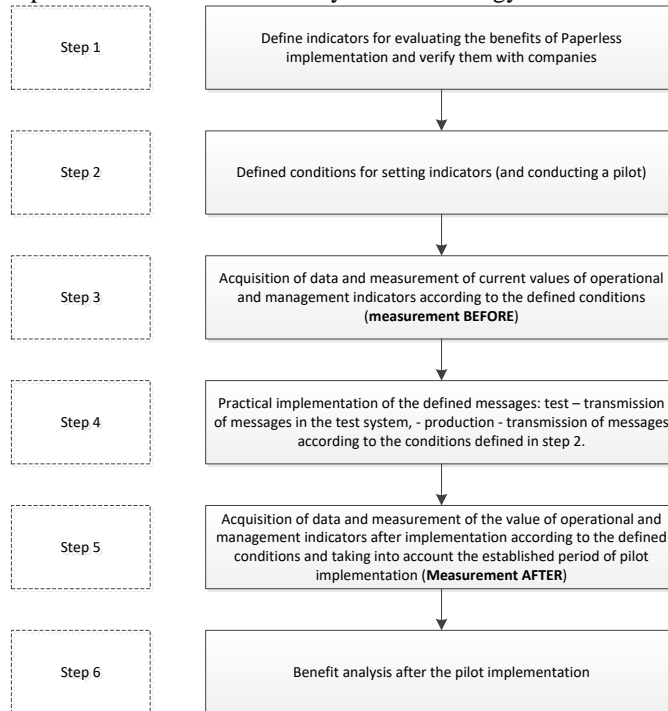 Step 1
Define indicators for evaluating the benefits of Paperless
implementation and verify them with companies
Step 2
Defined conditions for setting indicators (and conducting a pilot)
Step 3
Acquisition of data and measurement of current values of operational
and management indicators according to the defined conditions
(measurement BEFORE)
Step 4
Practical implementation of the defined messages: test – transmission
of messages in the test system, - production - transmission of messages
according to the conditions defined in step 2.
Step 5
Acquisition of data and measurement of the value of operational and
management indicators after implementation according to the defined
conditions and taking into account the established period of pilot
implementation (Measurement AFTER)
Step 6
Benefit analysis after the pilot implementation